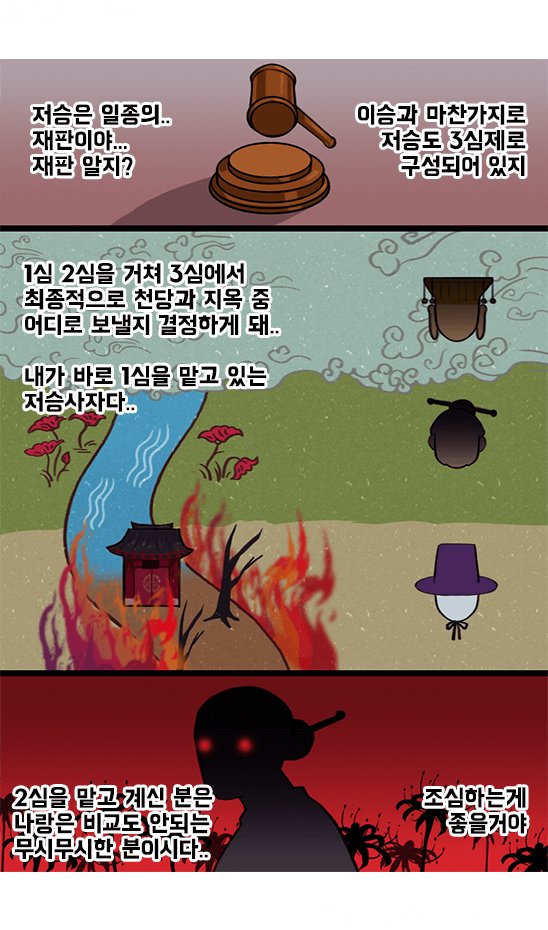 저승은 일종의..
재판이야...
재판 알지?
이승과 마찬가지로
저승도 3심제로
구성되어 있지
1심 2심을 거쳐 3심에서
최종적으로 천당과 지옥 중
어디로 보낼지 결정하게 돼..
내가 바로 1심을 맡고 있는
저승사자다..
2심을 맡고 계신 분은
나랑은 비교도 안되는
무시무시한 분이시다..
조심하는게
좋을거야